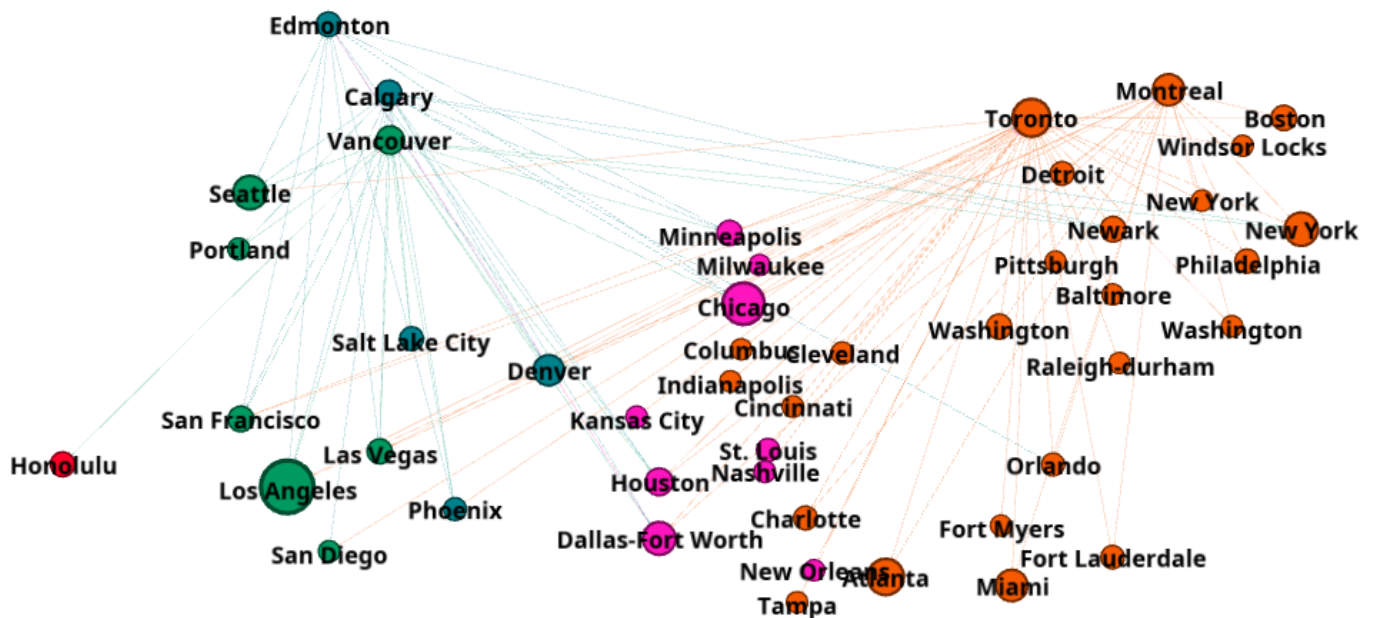 Edmonton
Calgary
Montreal
Toronto
Boston
Vancouver
Windsor Locks
Detroit
Seattle
New York
Newark
New York
Minneapolis
Portland
Milwaukee
Pittsburgh
Philadelphia
Baltimore
Chicago
Washington
Washington
Salt Lake City
Columbus
Cleveland
Raleigh-durham
Denver
Indianapolis
Cincinnati
San Francisco
Kansas City
Las Vegas
St. Louis
Honolulu
Orlando
Nashville
Houston
Los Angeles
Phoenix
Charlotte
Fort Myers
Dallas-Fort Worth
San Diego
Fort Lauderdale
New Orleans
Atlanta
Miami
Tampa